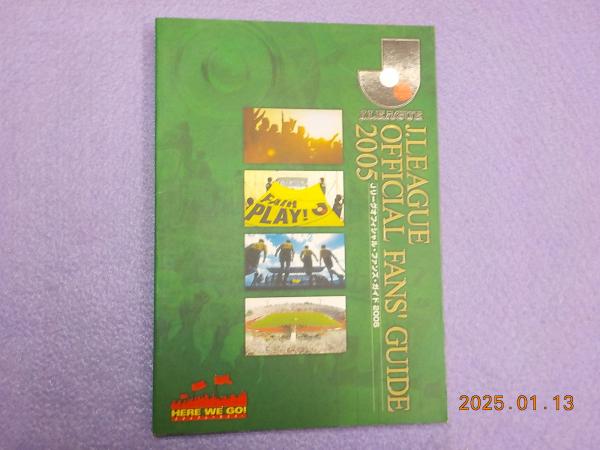 J.LEAGUE
J.LEAGUE
OFFICIAL FANS' GUIDE
2005
Jリーグオフィシャル・ファンズ・ガイド 2005
FAIR
PLAY!
HERE WE GO!
2025.01.13